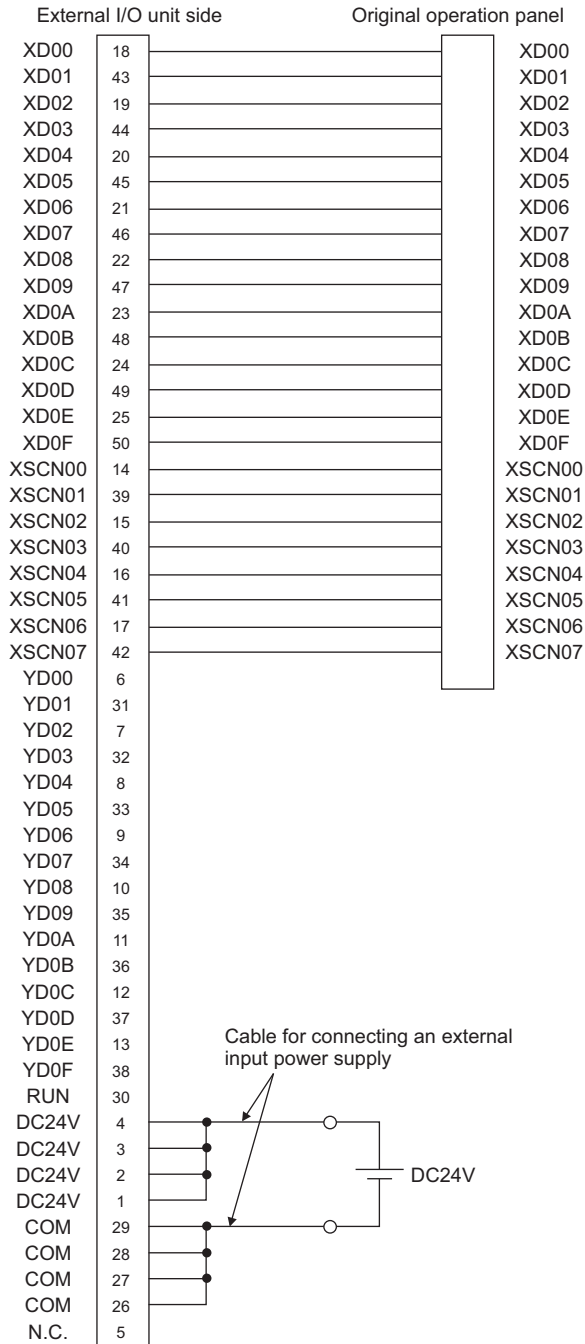 External I/O unit side Original operation panel
XD00 18 XD00
XD01 43 XD01
XD02 19 XD02
XD03 44 XD03
XD04 20 XD04
XD05 45 XD05
XD06 21 XD06
XD07 46 XD07
XD08 22 XD08
XD09 47 XD09
XD0A 23 XD0A
XD0B 48 XD0B
XD0C 24 XD0C
XD0D 49 XD0D
XD0E 25 XD0E
XD0F 50 XD0F
XSCN00 14 XSCN00
XSCN01 39 XSCN01
XSCN02 15 XSCN02
XSCN03 40 XSCN03
XSCN04 16 XSCN04
XSCN05 41 XSCN05
XSCN06 17 XSCN06
XSCN07 42 XSCN07
YD00 6
YD01 31
YD02 7
YD03 32
YD04 8
YD05 33
YD06 9
YD07 34
YD08 10
YD09 35
YD0A 11
YD0B 36
YD0C 12
YD0D 37
YD0E 13
YD0F 38
Cable for connecting an external
input power supply
RUN 30
DC24V 4
DC24V 3
DC24V 2
DC24V
DC24V 1
COM 29
COM 28
COM 27
COM 26
N.C. 5